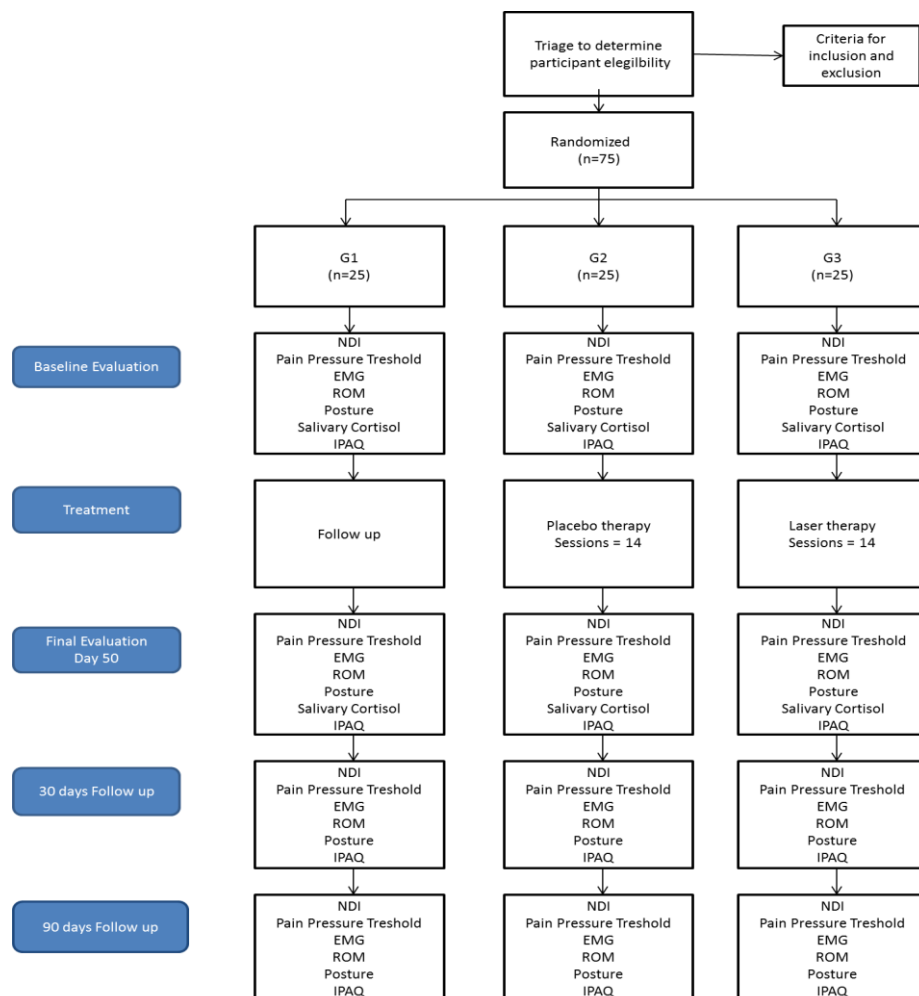 Triage to determine
participant elegilbility
Criteria for
inclusion and
exclusion
Randomized
(n=75)
G1
(n=25)
G2
(n=25)
G3
(n=25)
Baseline Evaluation
NDI
Pain Pressure Treshold
EMG
ROM
Posture
Salivary Cortisol
IPAQ
NDI
Pain Pressure Treshold
EMG
ROM
Posture
Salivary Cortisol
IPAQ
NDI
Pain Pressure Treshold
EMG
ROM
Posture
Salivary Cortisol
IPAQ
Treatment
Follow up
Placebo therapy
Sessions = 14
Laser therapy
Sessions = 14
Final Evaluation
Day 50
NDI
Pain Pressure Treshold
EMG
ROM
Posture
Salivary Cortisol
IPAQ
NDI
Pain Pressure Treshold
EMG
ROM
Posture
Salivary Cortisol
IPAQ
NDI
Pain Pressure Treshold
EMG
ROM
Posture
Salivary Cortisol
IPAQ
30 days Follow up
NDI
Pain Pressure Treshold
EMG
ROM
Posture
IPAQ
NDI
Pain Pressure Treshold
EMG
ROM
Posture
IPAQ
NDI
Pain Pressure Treshold
EMG
ROM
Posture
IPAQ
90 days Follow up
NDI
Pain Pressure Treshold
EMG
ROM
Posture
IPAQ
NDI
Pain Pressure Treshold
EMG
ROM
Posture
IPAQ
NDI
Pain Pressure Treshold
EMG
ROM
Posture
IPAQ